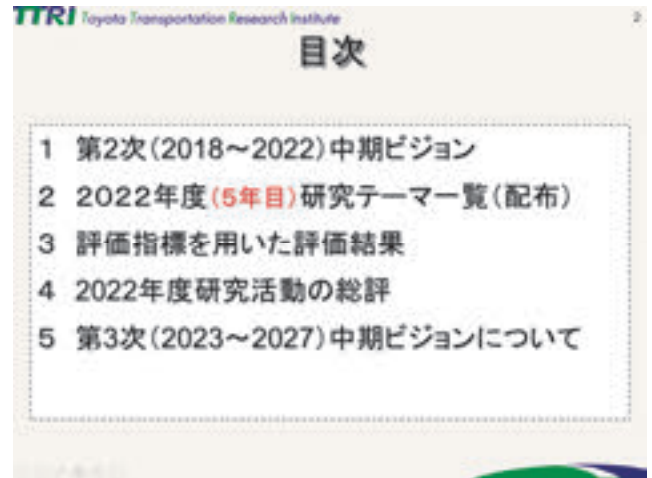 TTRI Toyota Transportation Research Institute
2
目次
1 第2次(2018～2022)中期ビジョン
2 2022年度(5年目)研究テーマ一覧(配布)
3 評価指標を用いた評価結果
4 2022年度研究活動の総評
5 第3次(2023～2027)中期ビジョンについて